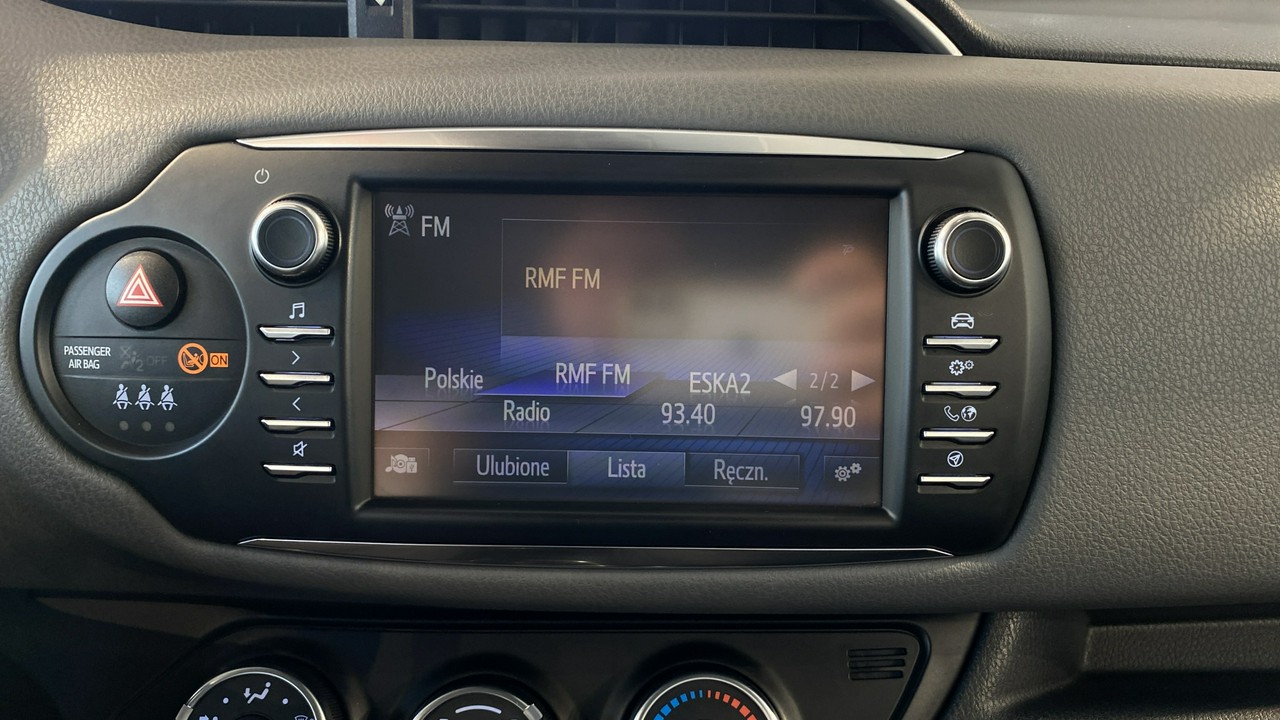 FM
RMF FM
PASSENGER
AIR BAG
2 OFF
ON
Polskie
RMF FM
ESKA2
2/2
Radio
93.40
97.90
Ulubione
Lista
Ręczn.